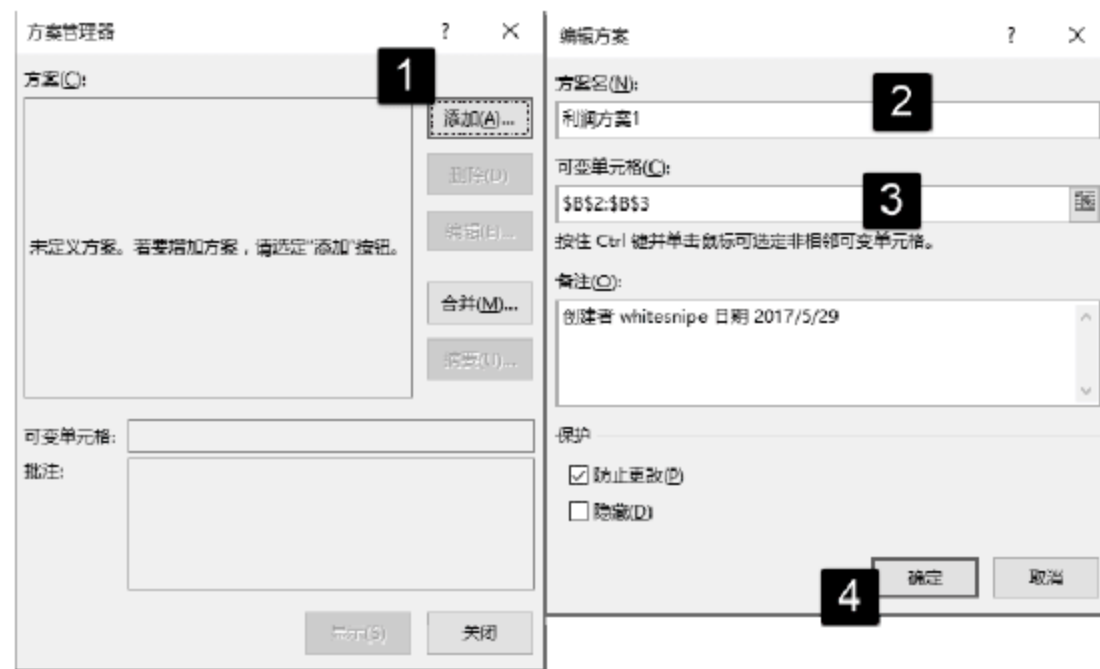 方案管理器 ? ×
方案(C):
1
添加(A)...
删除(D)
编辑(E)...
未定义方案。若要增加方案，请选定"添加"按钮。
合并(M)...
摘要(U)...
可变单元格:
批注:
显示(S)
关闭
编辑方案 ? ×
方案名(N):
2
利润方案1
可变单元格(C):
3
$B$2:$B$3
按住 Ctrl 键并单击鼠标可选定非相邻可变单元格。
备注(O):
创建者 whitesnipe 日期 2017/5/29
保护
防止更改(P)
隐藏(D)
4
确定
取消